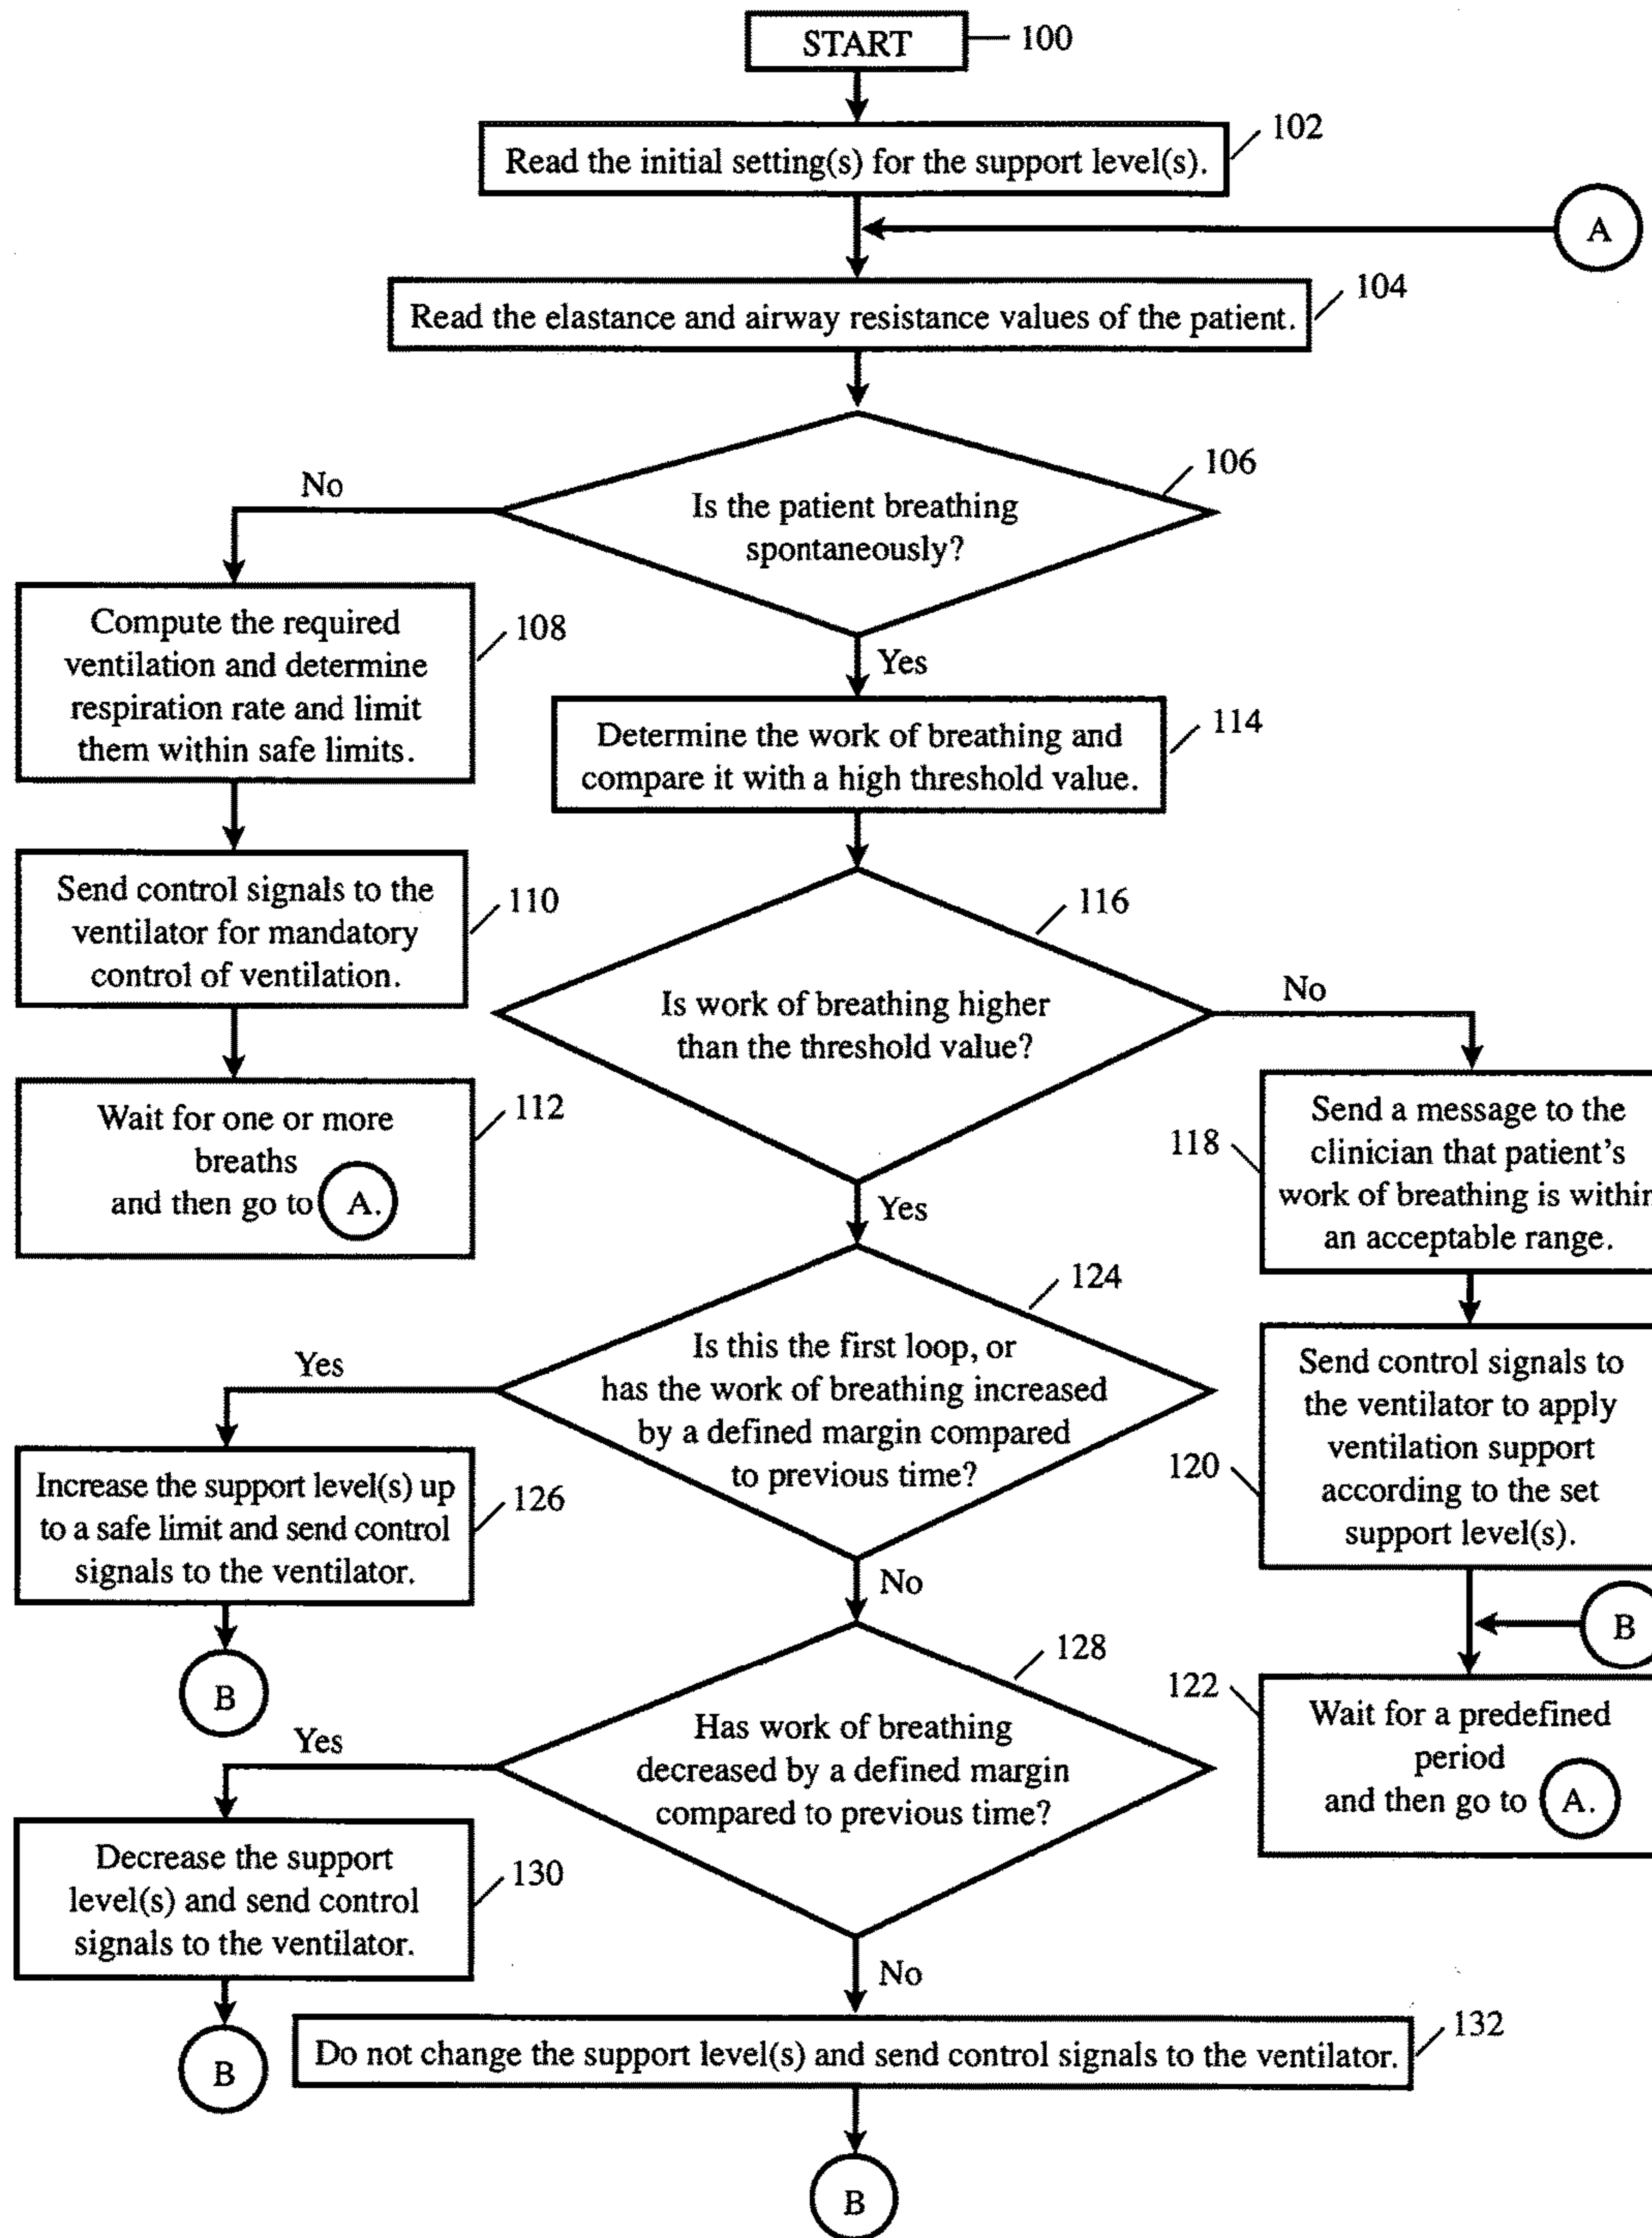 START
100
102
Read the initial setting(s) for the support level(s).
A
104
Read the elastance and airway resistance values of the patient.
106
No
Is the patient breathing
spontaneously?
Compute the required
ventilation and determine
respiration rate and limit
them within safe limits.
108
Yes
114
Determine the work of breathing and
compare it with a high threshold value.
Send control signals to the
ventilator for mandatory
control of ventilation.
110
116
Is work of breathing higher
than the threshold value?
No
Wait for one or more
breaths
and then go to A.
112
118
Send a message to the
clinician that patient's
work of breathing is within
an acceptable range.
Yes
124
Is this the first loop, or
has the work of breathing increased
by a defined margin compared
to previous time?
Yes
120
Send control signals to
the ventilator to apply
ventilation support
according to the set
support level(s).
Increase the support level(s) up
to a safe limit and send control
signals to the ventilator.
126
No
B
B
128
122
Wait for a predefined
period
and then go to A.
Yes
Has work of breathing
decreased by a defined margin
compared to previous time?
Decrease the support
level(s) and send control
signals to the ventilator.
130
No
B
132
Do not change the support level(s) and send control signals to the ventilator.
B